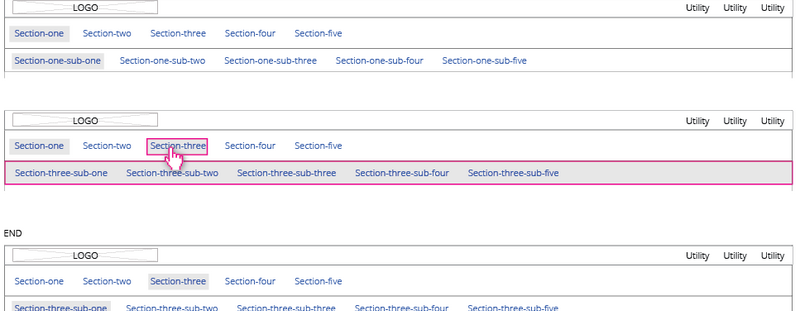 LOGO Utility Utility Utility
Section-one Section-two Section-three Section-four Section-five
Section-one-sub-one Section-one-sub-two Section-one-sub-three Section-one-sub-four Section-one-sub-five
LOGO Utility Utility Utility
Section-one Section-two Section-three Section-four Section-five
Section-three-sub-one Section-three-sub-two Section-three-sub-three Section-three-sub-four Section-three-sub-five
END
LOGO Utility Utility Utility
Section-one Section-two Section-three Section-four Section-five
Section-three-sub-one Section-three-sub-two Section-three-sub-three Section-three-sub-four Section-three-sub-five